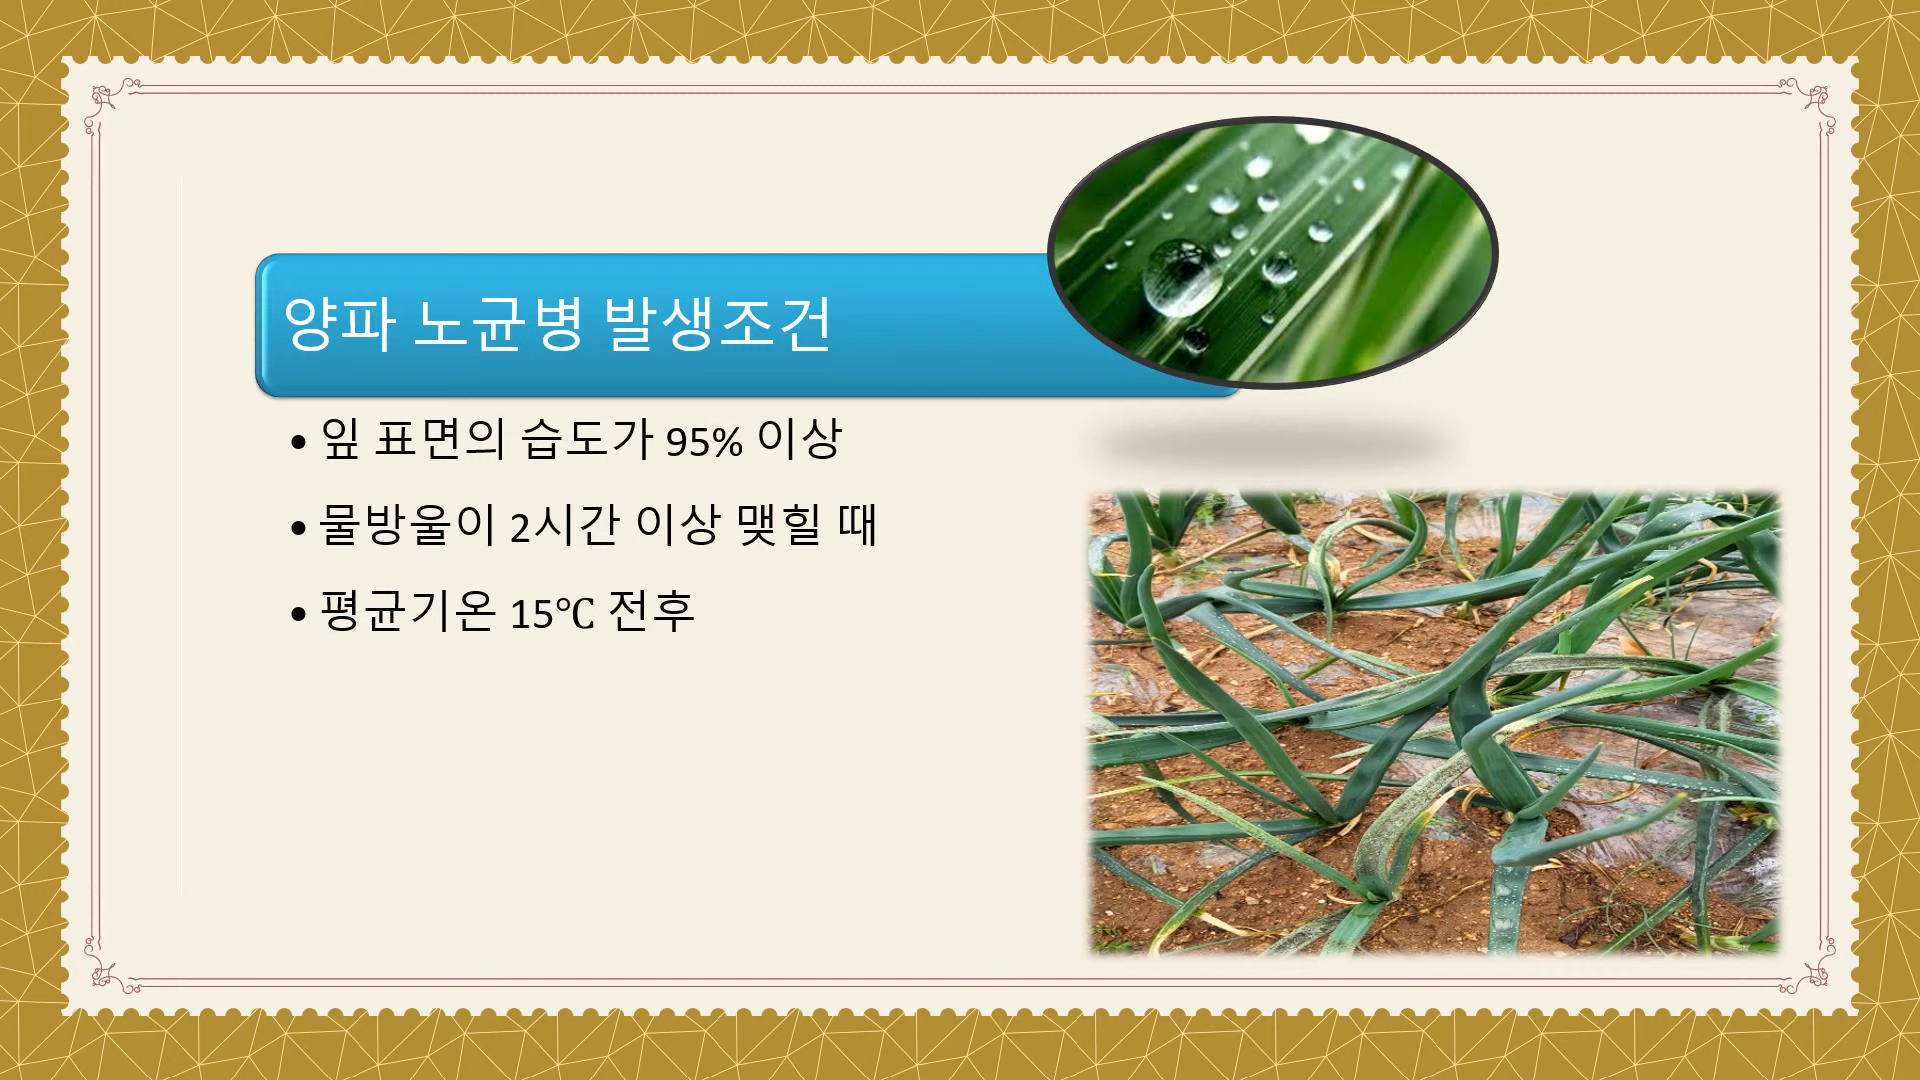 양파 노균병 발생조건
• 잎 표면의 습도가 95% 이상
• 물방울이 2시간 이상 맺힐 때
• 평균기온 15℃ 전후